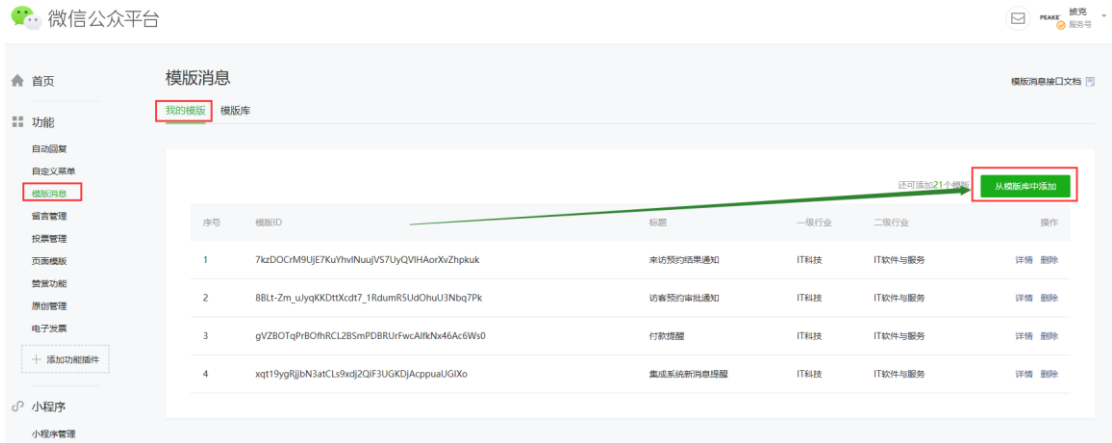 微信公众平台
PEAKE 披克
服务号
首页
功能
自动回复
自定义菜单
模版消息
留言管理
投票管理
页面模版
赞赏功能
原创管理
电子发票
添加功能插件
小程序
小程序管理
模版消息
模版消息接口文档
我的模版 模版库
还可添加21个模版 从模版库中添加
序号 模版ID 标题 一级行业 二级行业 操作
1 7kzDOCrM9UjE7KuYhvlNuujVS7UyQVlHAorXvZhpkuk 来访预约结果通知 IT科技 IT软件与服务 详情 删除
2 8BLt-Zm_uJyqKKDttXcdt7_1RdumR5UdOhuU3Nbq7Pk 访客预约审批通知 IT科技 IT软件与服务 详情 删除
3 gVZBOTqPrBOfhRCL2BSmPDBRUrFwcAlfkNx46Ac6Ws0 付款提醒 IT科技 IT软件与服务 详情 删除
4 xqt19ygRjjbN3atCLs9xdj2QiF3UGKDjAcppuaUGlXo 集成系统新消息提醒 IT科技 IT软件与服务 详情 删除